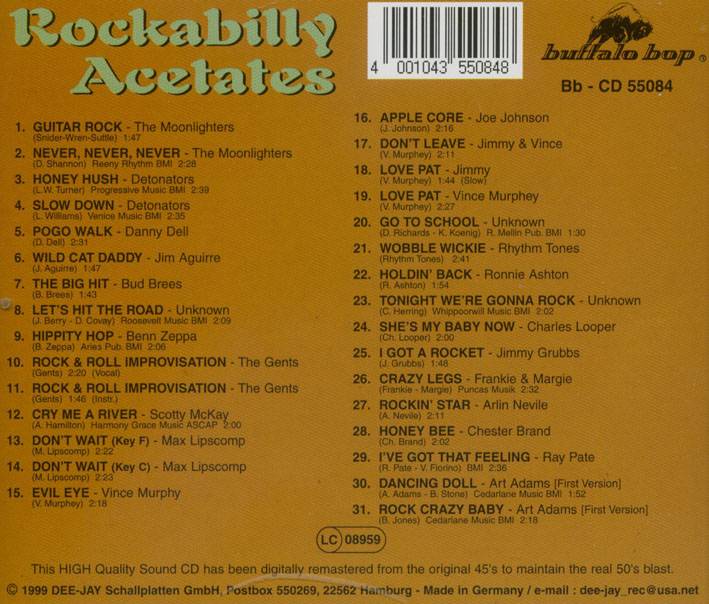 Rockabilly
Acetates
4 001043 550848
buffalo bop ®
Bb - CD 55084
1. GUITAR ROCK - The Moonlighters
(Snider-Wren-Suttle) 1:47
2. NEVER, NEVER, NEVER - The Moonlighters
(D. Shannon) Reeny Rhythm BMI 2:28
3. HONEY HUSH - Detonators
(L.W. Turner) Progressive Music BMI 2:39
4. SLOW DOWN - Detonators
(L. Williams) Venice Music BMI 2:35
5. POGO WALK - Danny Dell
(D. Dell) 2:31
6. WILD CAT DADDY - Jim Aguirre
(J. Aguirre) 1:47
7. THE BIG HIT - Bud Brees
(B. Brees) 1:43
8. LET'S HIT THE ROAD - Unknown
(J. Berry - D. Covay) Roosevelt Music BMI 2:09
9. HIPPITY HOP - Benn Zeppa
(B. Zeppa) Aries Pub. BMI 2:06
10. ROCK & ROLL IMPROVISATION - The Gents
(Gents) 2:20 (Vocal)
11. ROCK & ROLL IMPROVISATION - The Gents
(Gents) 1:46 (Instr.)
12. CRY ME A RIVER - Scotty McKay
(A. Hamilton) Harmony Grace Music ASCAP 2:00
13. DON'T WAIT (Key F) - Max Lipscomp
(M. Lipscomp) 2:22
14. DON'T WAIT (Key C) - Max Lipscomp
(M. Lipscomp) 2:23
15. EVIL EYE - Vince Murphy
(V. Murphey) 2:18
16. APPLE CORE - Joe Johnson
(J. Johnson) 2:16
17. DON'T LEAVE - Jimmy & Vince
(V. Murphey) 2:11
18. LOVE PAT - Jimmy
(V. Murphey) 1:44 (Slow)
19. LOVE PAT - Vince Murphey
(V. Murphey) 2:27
20. GO TO SCHOOL - Unknown
(D. Richards - K. Koenig) R. Mellin Pub. BMI 1:30
21. WOBBLE WICKIE - Rhythm Tones
(Rhythm Tones) 2:41
22. HOLDIN' BACK - Ronnie Ashton
(R. Ashton) 1:54
23. TONIGHT WE'RE GONNA ROCK - Unknown
(C. Herring) Whippoorwill Music BMI 2:02
24. SHE'S MY BABY NOW - Charles Looper
(Ch. Looper) 2:00
25. I GOT A ROCKET - Jimmy Grubbs
(J. Grubbs) 1:48
26. CRAZY LEGS - Frankie & Margie
(Frankie - Margie) Puncas Musik 2:32
27. ROCKIN' STAR - Arlin Nevile
(A. Nevile) 2:11
28. HONEY BEE - Chester Brand
(Ch. Brand) 2:02
29. I'VE GOT THAT FEELING - Ray Pate
(R. Pate - V. Fiorino) BMI 2:36
30. DANCING DOLL - Art Adams [First Version]
(A. Adams - B. Stone) Cedarlane Music BMI 1:52
31. ROCK CRAZY BABY - Art Adams [First Version]
(B. Jones) Cedarlane Music BMI 2:18
LC 08959
This HIGH Quality Sound CD has been digitally remastered from the original 45's to maintain the real 50's blast.
© 1999 DEE-JAY Schallplatten GmbH, Postbox 550269, 22562 Hamburg - Made in Germany / e-mail : dee-jay_rec@usa.net